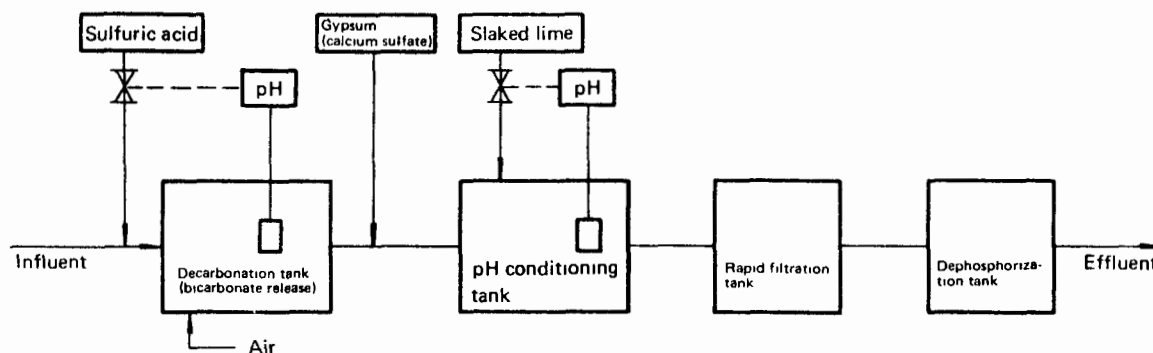 Sulfuric acid
Gypsum
(calcium sulfate)
Slaked lime
pH
pH
Influent
Decarbonation tank
(bicarbonate release)
Air
pH conditioning
tank
Rapid filtration
tank
Dephosphoriza-
tion tank
Effluent